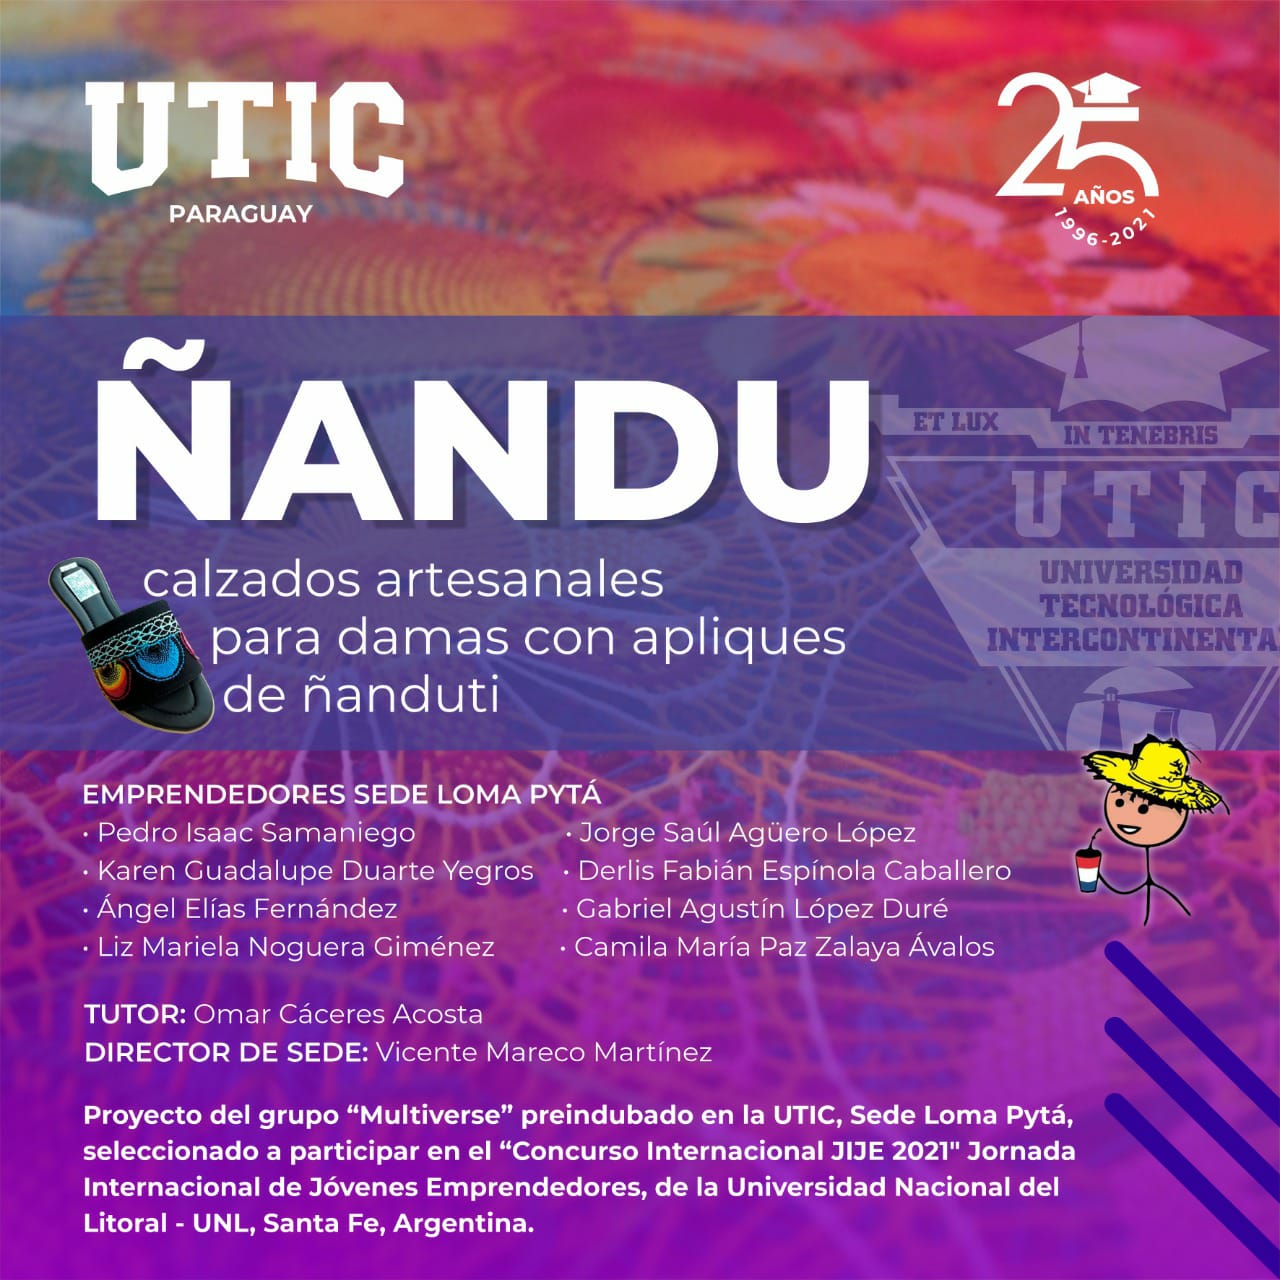 UTIC
PARAGUAY
25
AÑOS
1996-2021
ÑANDU
ET LUX IN TENEBRIS
UTIC
UNIVERSIDAD
TECNOLÓGICA
INTERCONTINENTA
calzados artesanales
para damas con apliques
de ñanduti
EMPRENDEDORES SEDE LOMA PYTÁ
• Pedro Isaac Samaniego
• Karen Guadalupe Duarte Yegros
• Ángel Elías Fernández
• Liz Mariela Noguera Giménez
• Jorge Saúl Agüero López
• Derlis Fabián Espínola Caballero
• Gabriel Agustín López Duré
• Camila María Paz Zalaya Ávalos
TUTOR: Omar Cáceres Acosta
DIRECTOR DE SEDE: Vicente Mareco Martínez
Proyecto del grupo “Multiverse” preindubado en la UTIC, Sede Loma Pytá,
seleccionado a participar en el “Concurso Internacional JIJE 2021" Jornada
Internacional de Jóvenes Emprendedores, de la Universidad Nacional del
Litoral - UNL, Santa Fe, Argentina.